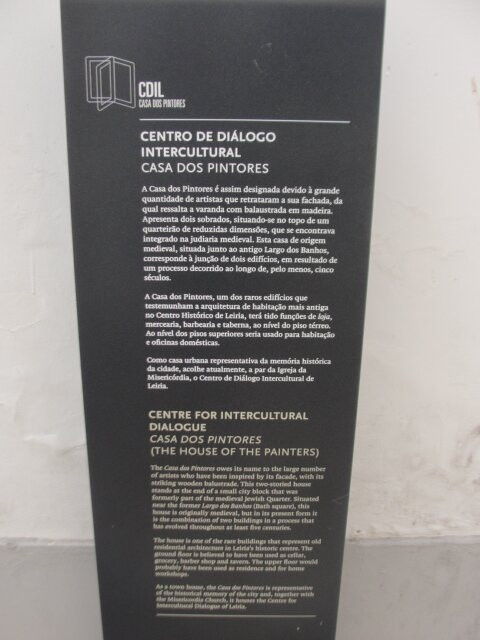 CDIL
CASA DOS PINTORES
CENTRO DE DIÁLOGO
INTERCULTURAL
CASA DOS PINTORES
A Casa dos Pintores é assim designada devido à grande
quantidade de artistas que retrataram a sua fachada, da
qual ressalta a varanda com balaustrada em madeira.
Apresenta dois sobrados, situando-se no topo de um
quarteirão de reduzidas dimensões, que se encontrava
integrado na judiaria medieval. Esta casa de origem
medieval, situada junto ao antigo Largo dos Banhos,
corresponde à junção de dois edifícios, em resultado de
um processo decorrido ao longo de, pelo menos, cinco
séculos.
A Casa dos Pintores, um dos raros edifícios que
testemunham a arquitetura de habitação mais antiga
no Centro Histórico de Leiria, terá tido funções de loja,
mercearia, barbearia e taberna, ao nível do piso térreo.
Ao nível dos pisos superiores seria usado para habitação
e oficinas domésticas.
Como casa urbana representativa da memória histórica
da cidade, acolhe atualmente, a par da Igreja da
Misericórdia, o Centro de Diálogo Intercultural de
Leiria.
CENTRE FOR INTERCULTURAL
DIALOGUE
CASA DOS PINTORES
(THE HOUSE OF THE PAINTERS)
The Casa dos Pintores owes its name to the large number
of artists who have been inspired by its facade, with its
striking wooden balustrade. This two-storied house
stands at the end of a small city block that was
formerly part of the medieval Jewish Quarter. Situated
near the former Largo dos Banhos (Bath square), this
house is originally medieval, but in its present form it
is the combination of two buildings in a process that
has evolved throughout at least five centuries.
The house is one of the rare buildings that represent old
residential architecture in Leiria's historic centre. The
ground floor is believed to have been used as cellar,
grocery, barber shop and tavern. The upper floor would
probably have been used as residence and for home
workshops.
As a town house, the Casa dos Pintores is representative
of the historical memory of the city and, together with
the Misericordia Church, it houses the Centre for
Intercultural Dialogue of Leiria.